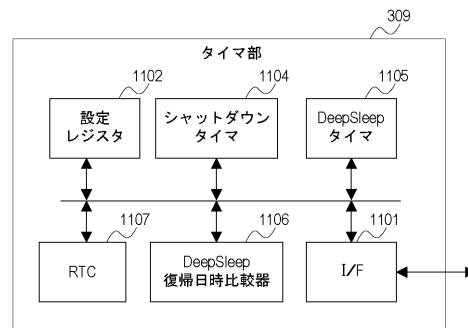 309
タイマ部
1102
1104
1105
設定
レジスタ
シャットダウン
タイマ
DeepSleep
タイマ
1107
1106
1101
RTC
DeepSleep
復帰日時比較器
I/F